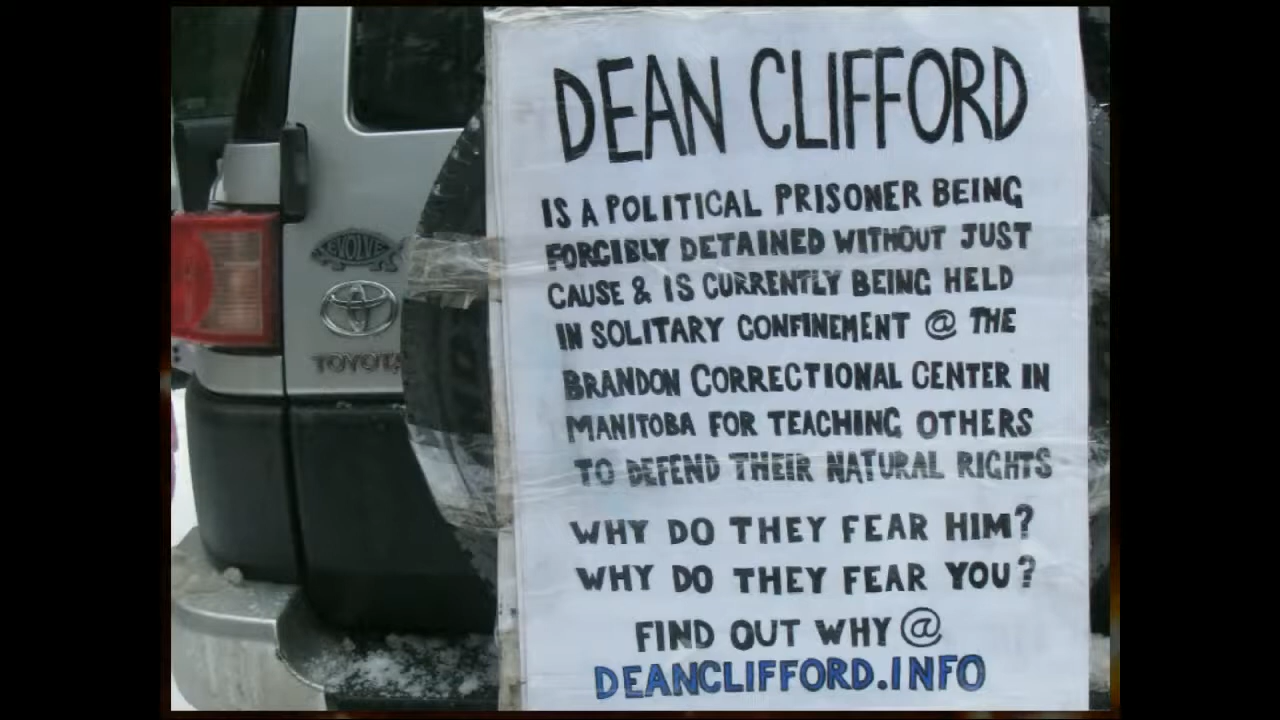 DEAN CLIFFORD
IS A POLITICAL PRISONER BEING
FORCIBLY DETAINED WITHOUT JUST
CAUSE & IS CURRENTLY BEING HELD
IN SOLITARY CONFINEMENT @ THE
BRANDON CORRECTIONAL CENTER IN
MANITOBA FOR TEACHING OTHERS
TO DEFEND THEIR NATURAL RIGHTS
WHY DO THEY FEAR HIM?
WHY DO THEY FEAR YOU?
FIND OUT WHY @
DEANCLIFFORD.INFO
EVOLVE
TOYOTA